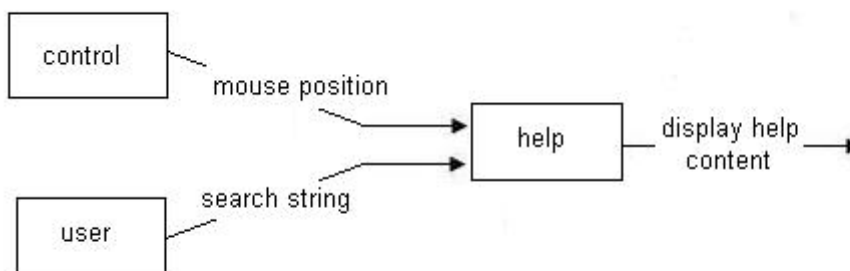 control
mouse position
help
display help
content
search string
user